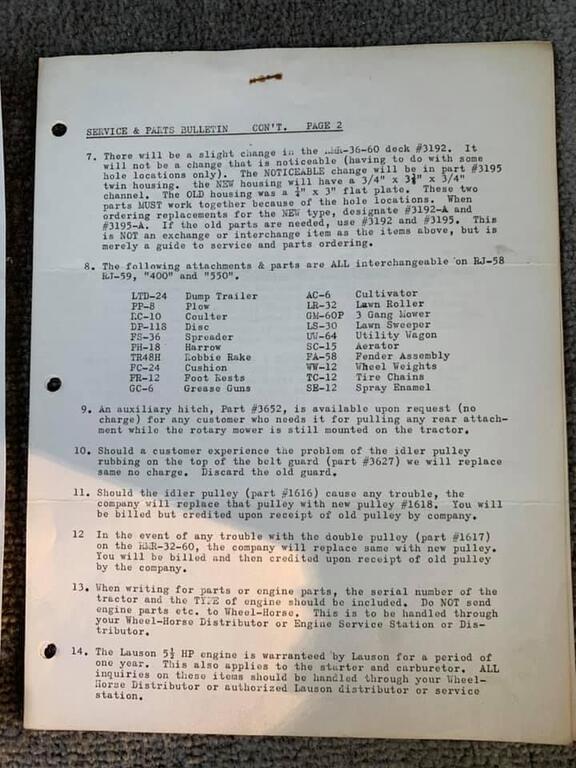 SERVICE & PARTS BULLETIN CON'T. PAGE 2
7. There will be a slight change in the -36-60 deck #3192. It
will not be a change that is noticeable (having to do with some
hole locations only). The NOTICEABLE change will be in part #3195
twin housing. the NEW housing will have a 3/4" x 3½" x 3/4"
channel. The OLD housing was a ¼" x 3" flat plate. These two
parts MUST work together because of the hole locations. When
ordering replacements for the NEW type, designate #3192-A and
#3195-A. If the old parts are needed, use #3192 and #3195. This
is NOT an exchange or interchange item as the items above, but is
merely a guide to service and parts ordering.
8. The following attachments & parts are ALL interchangeable on RJ-58
RJ-59, "400" and "550".
LTD-24 Dump Trailer AC-6 Cultivator
PP-8 Plow LR-32 Lawn Roller
RC-10 Coulter GM-60P 3 Gang Mower
DP-118 Disc LS-30 Lawn Sweeper
FS-36 Spreader UW-64 Utility Wagon
PH-18 Harrow SC-15 Aerator
TR48H Robbie Rake FA-58 Fender Assembly
FC-24 Cushion WW-12 Wheel Weights
FR-12 Foot Rests TC-12 Tire Chains
GC-6 Grease Guns SE-12 Spray Enamel
9. An auxiliary hitch, Part #3652, is available upon request (no
charge) for any customer who needs it for pulling any rear attach-
ment while the rotary mower is still mounted on the tractor.
10. Should a customer experience the problem of the idler pulley
rubbing on the top of the belt guard (part #3627) we will replace
same no charge. Discard the old guard.
11. Should the idler pulley (part #1616) cause any trouble, the
company will replace that pulley with new pulley #1618. You will
be billed but credited upon receipt of old pulley by company.
12 In the event of any trouble with the double pulley (part #1617)
on the RMR-32-60, the company will replace same with new pulley.
You will be billed and then credited upon receipt of old pulley
by the company.
13. When writing for parts or engine parts, the serial number of the
tractor and the TYPE of engine should be included. Do NOT send
engine parts etc. to Wheel-Horse. This is to be handled through
your Wheel-Horse Distributor or Engine Service Station or Dis-
tributor.
14. The Lauson 5½ HP engine is warranteed by Lauson for a period of
one year. This also applies to the starter and carburetor. ALL
inquiries on these items should be handled through your Wheel-
Horse Distributor or authorized Lauson distributor or service
station.